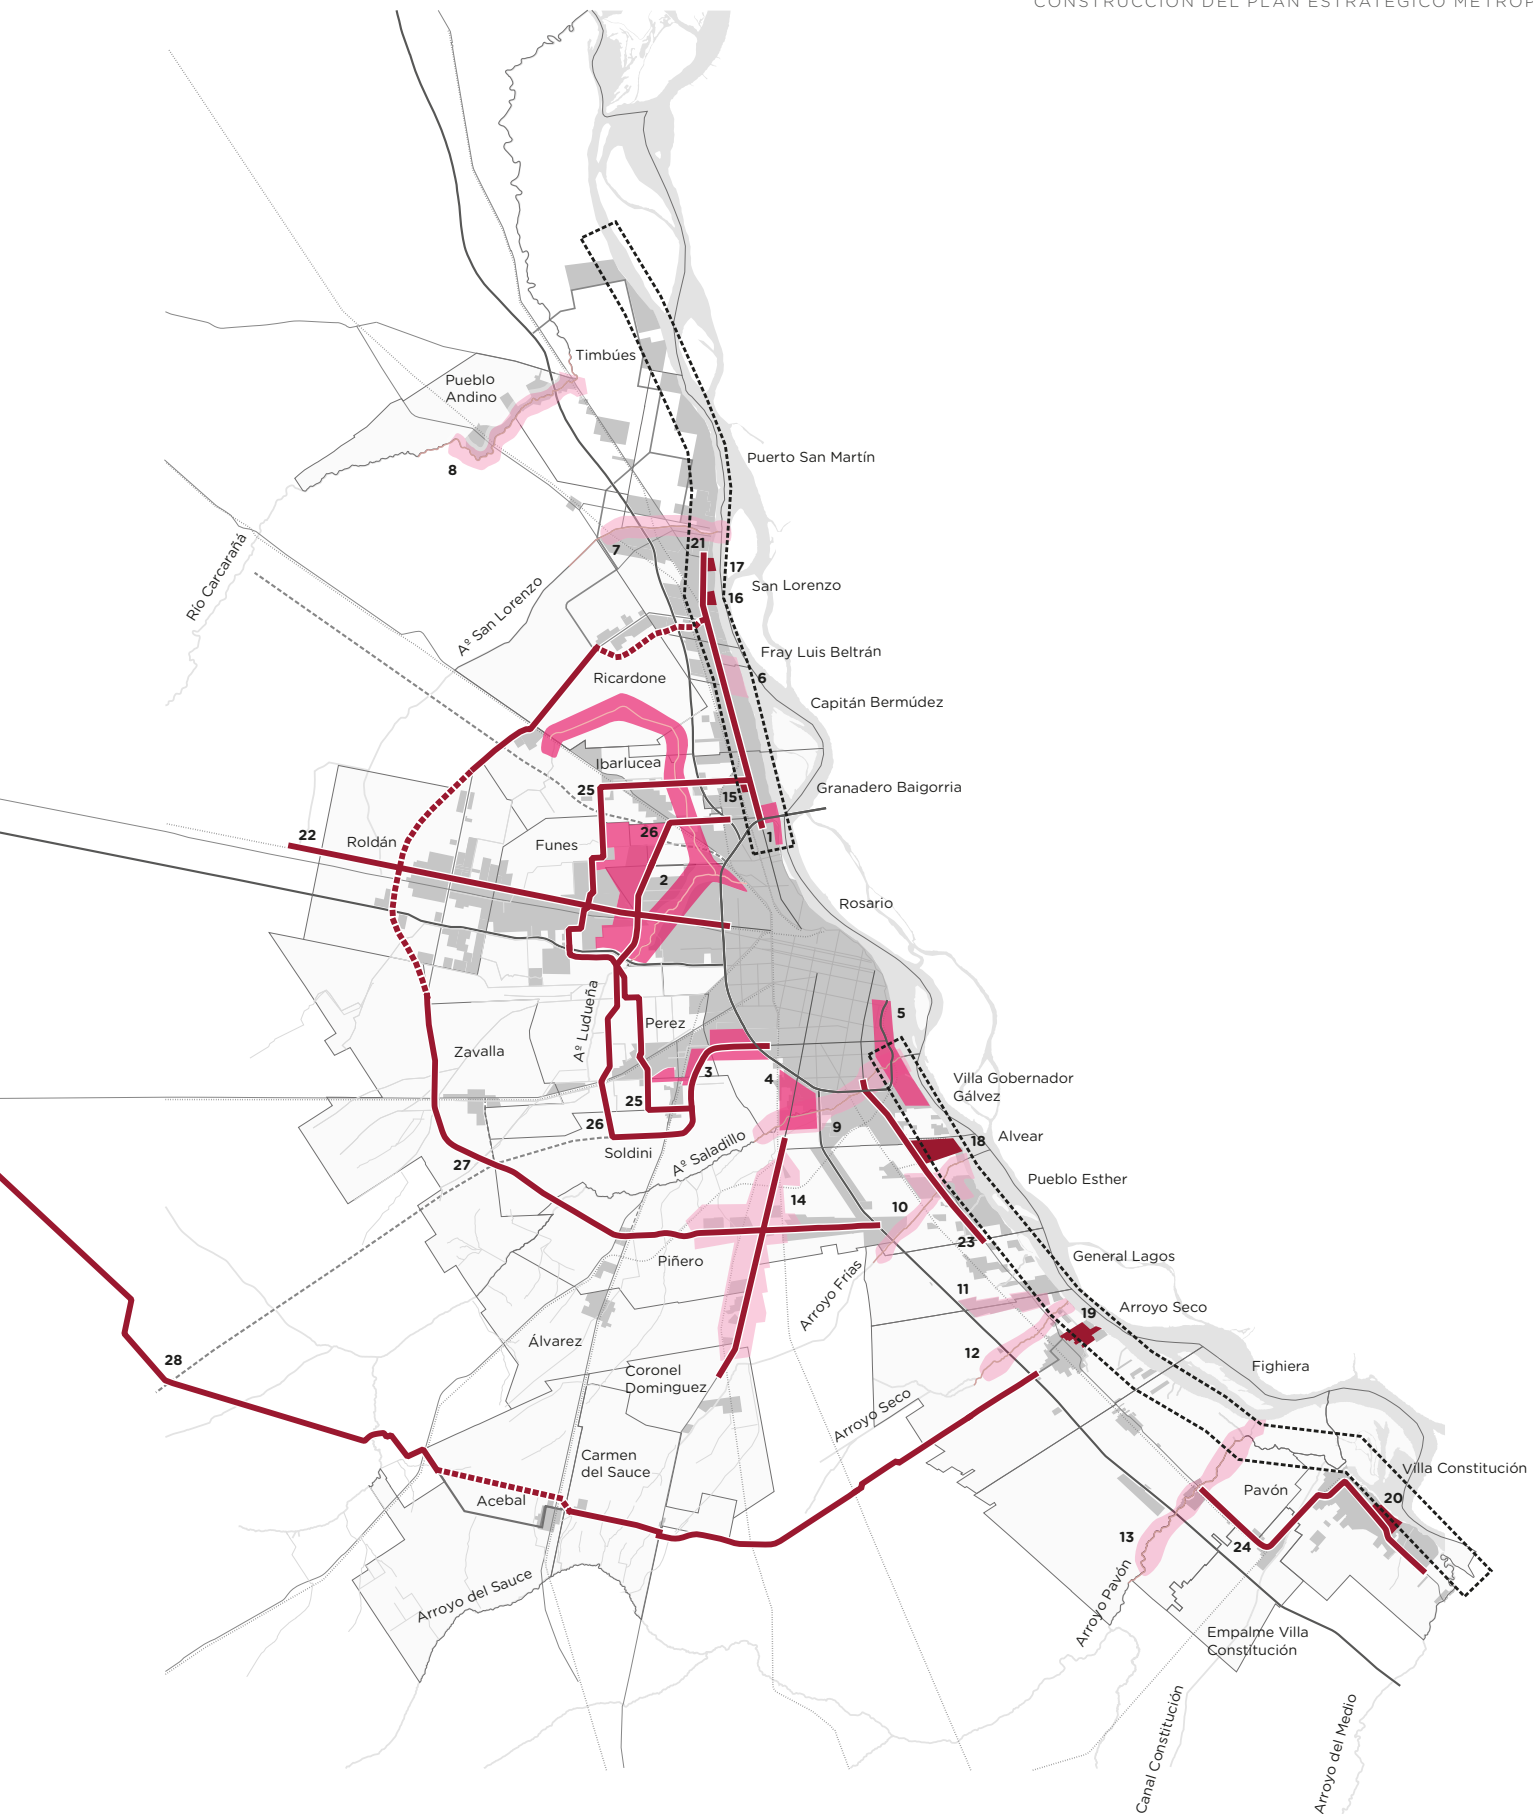 CONSTRUCCIÓN DEL PLAN ESTRATÉGICO METROP
Timbúes
Pueblo
Andino
8
Puerto San Martín
7
21
17
San Lorenzo
16
Río Carcarañá
Aº San Lorenzo
Fray Luis Beltrán
6
Ricardone
Capitán Bermúdez
Ibarlucea
25
15
Granadero Baigorria
22
Roldán
Funes
26
1
2
Rosario
Aº Ludueña
5
Perez
Zavalla
3
4
Villa Gobernador
Gálvez
25
26
9
18
Alvear
Soldini
Aº Saladillo
27
Pueblo Esther
14
10
23
Piñero
General Lagos
Arroyo Frías
11
19
Arroyo Seco
Álvarez
12
28
Coronel
Dominguez
Fighiera
Arroyo Seco
Carmen
del Sauce
Villa Constitución
Acebal
Pavón
20
13
24
Arroyo del Sauce
Arroyo Pavón
Empalme Villa
Constitución
Canal Constitución
Arroyo del Medio